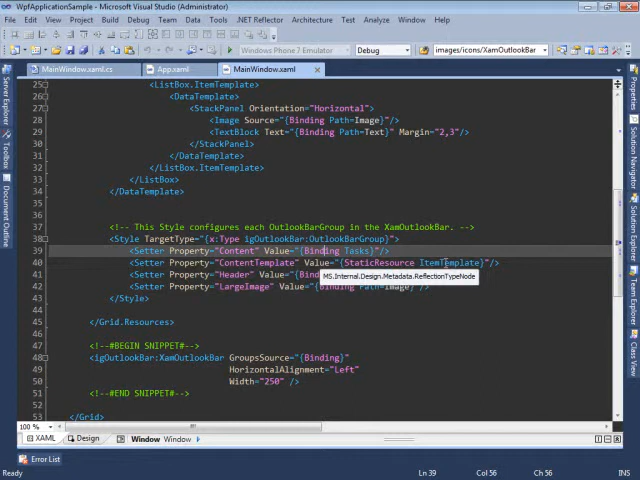 WpfApplicationSample - Microsoft Visual Studio (Administrator)
File Edit View Project Build Debug Team Data Tools .NET Reflector Architecture Test Analyze Window Help
Windows Phone 7 Emulator Debug images/icons/XamOutlookBar
MainWindow.xaml.cs App.xaml MainWindow.xaml
Server Explorer
Toolbox
Document Outline
Properties
Solution Explorer
Team Explorer
Class View
25 <ListBox.ItemTemplate>
26 <DataTemplate>
27 <StackPanel Orientation="Horizontal">
28 <Image Source="{Binding Path=Image}"/>
29 <TextBlock Text="{Binding Path=Text}" Margin="2,3"/>
30 </StackPanel>
31 </DataTemplate>
32 </ListBox.ItemTemplate>
33 </ListBox>
34 </DataTemplate>
35
36
37 <!-- This Style configures each OutlookBarGroup in the XamOutlookBar. -->
38 <Style TargetType="{x:Type igOutlookBar:OutlookBarGroup}">
39 <Setter Property="Content" Value="{Binding Tasks}"/>
40 <Setter Property="ContentTemplate" Value="{StaticResource ItemTemplate}"/>
41 <Setter Property="Header" Value="{Bind
MS.Internal.Design.Metadata.ReflectionTypeNode
42 <Setter Property="LargeImage" Value="{Binding Path=Image}" />
43 </Style>
44
45 </Grid.Resources>
46
47 <!--#BEGIN SNIPPET#-->
48 <igOutlookBar:XamOutlookBar GroupsSource="{Binding}"
49 HorizontalAlignment="Left"
50 Width="250" />
51 <!--#END SNIPPET#-->
52
53 </Grid>
100 %
XAML Design Window Window
Error List
Ready Ln 39 Col 56 Ch 56 INS